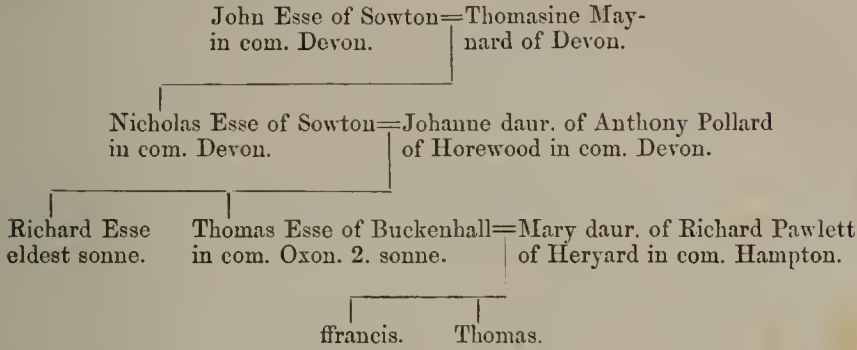 John Esse of Sowton=Thomasine May-
in com. Devon. nard of Devon.
Nicholas Esse of Sowton=Johanne daur. of Anthony Pollard
in com. Devon. of Horewood in com. Devon.
Richard Esse Thomas Esse of Buckenhall=Mary daur. of Richard Pawlett
eldest sonne. in com. Oxon. 2. sonne. of Heryard in com. Hampton.
ffrancis. Thomas.